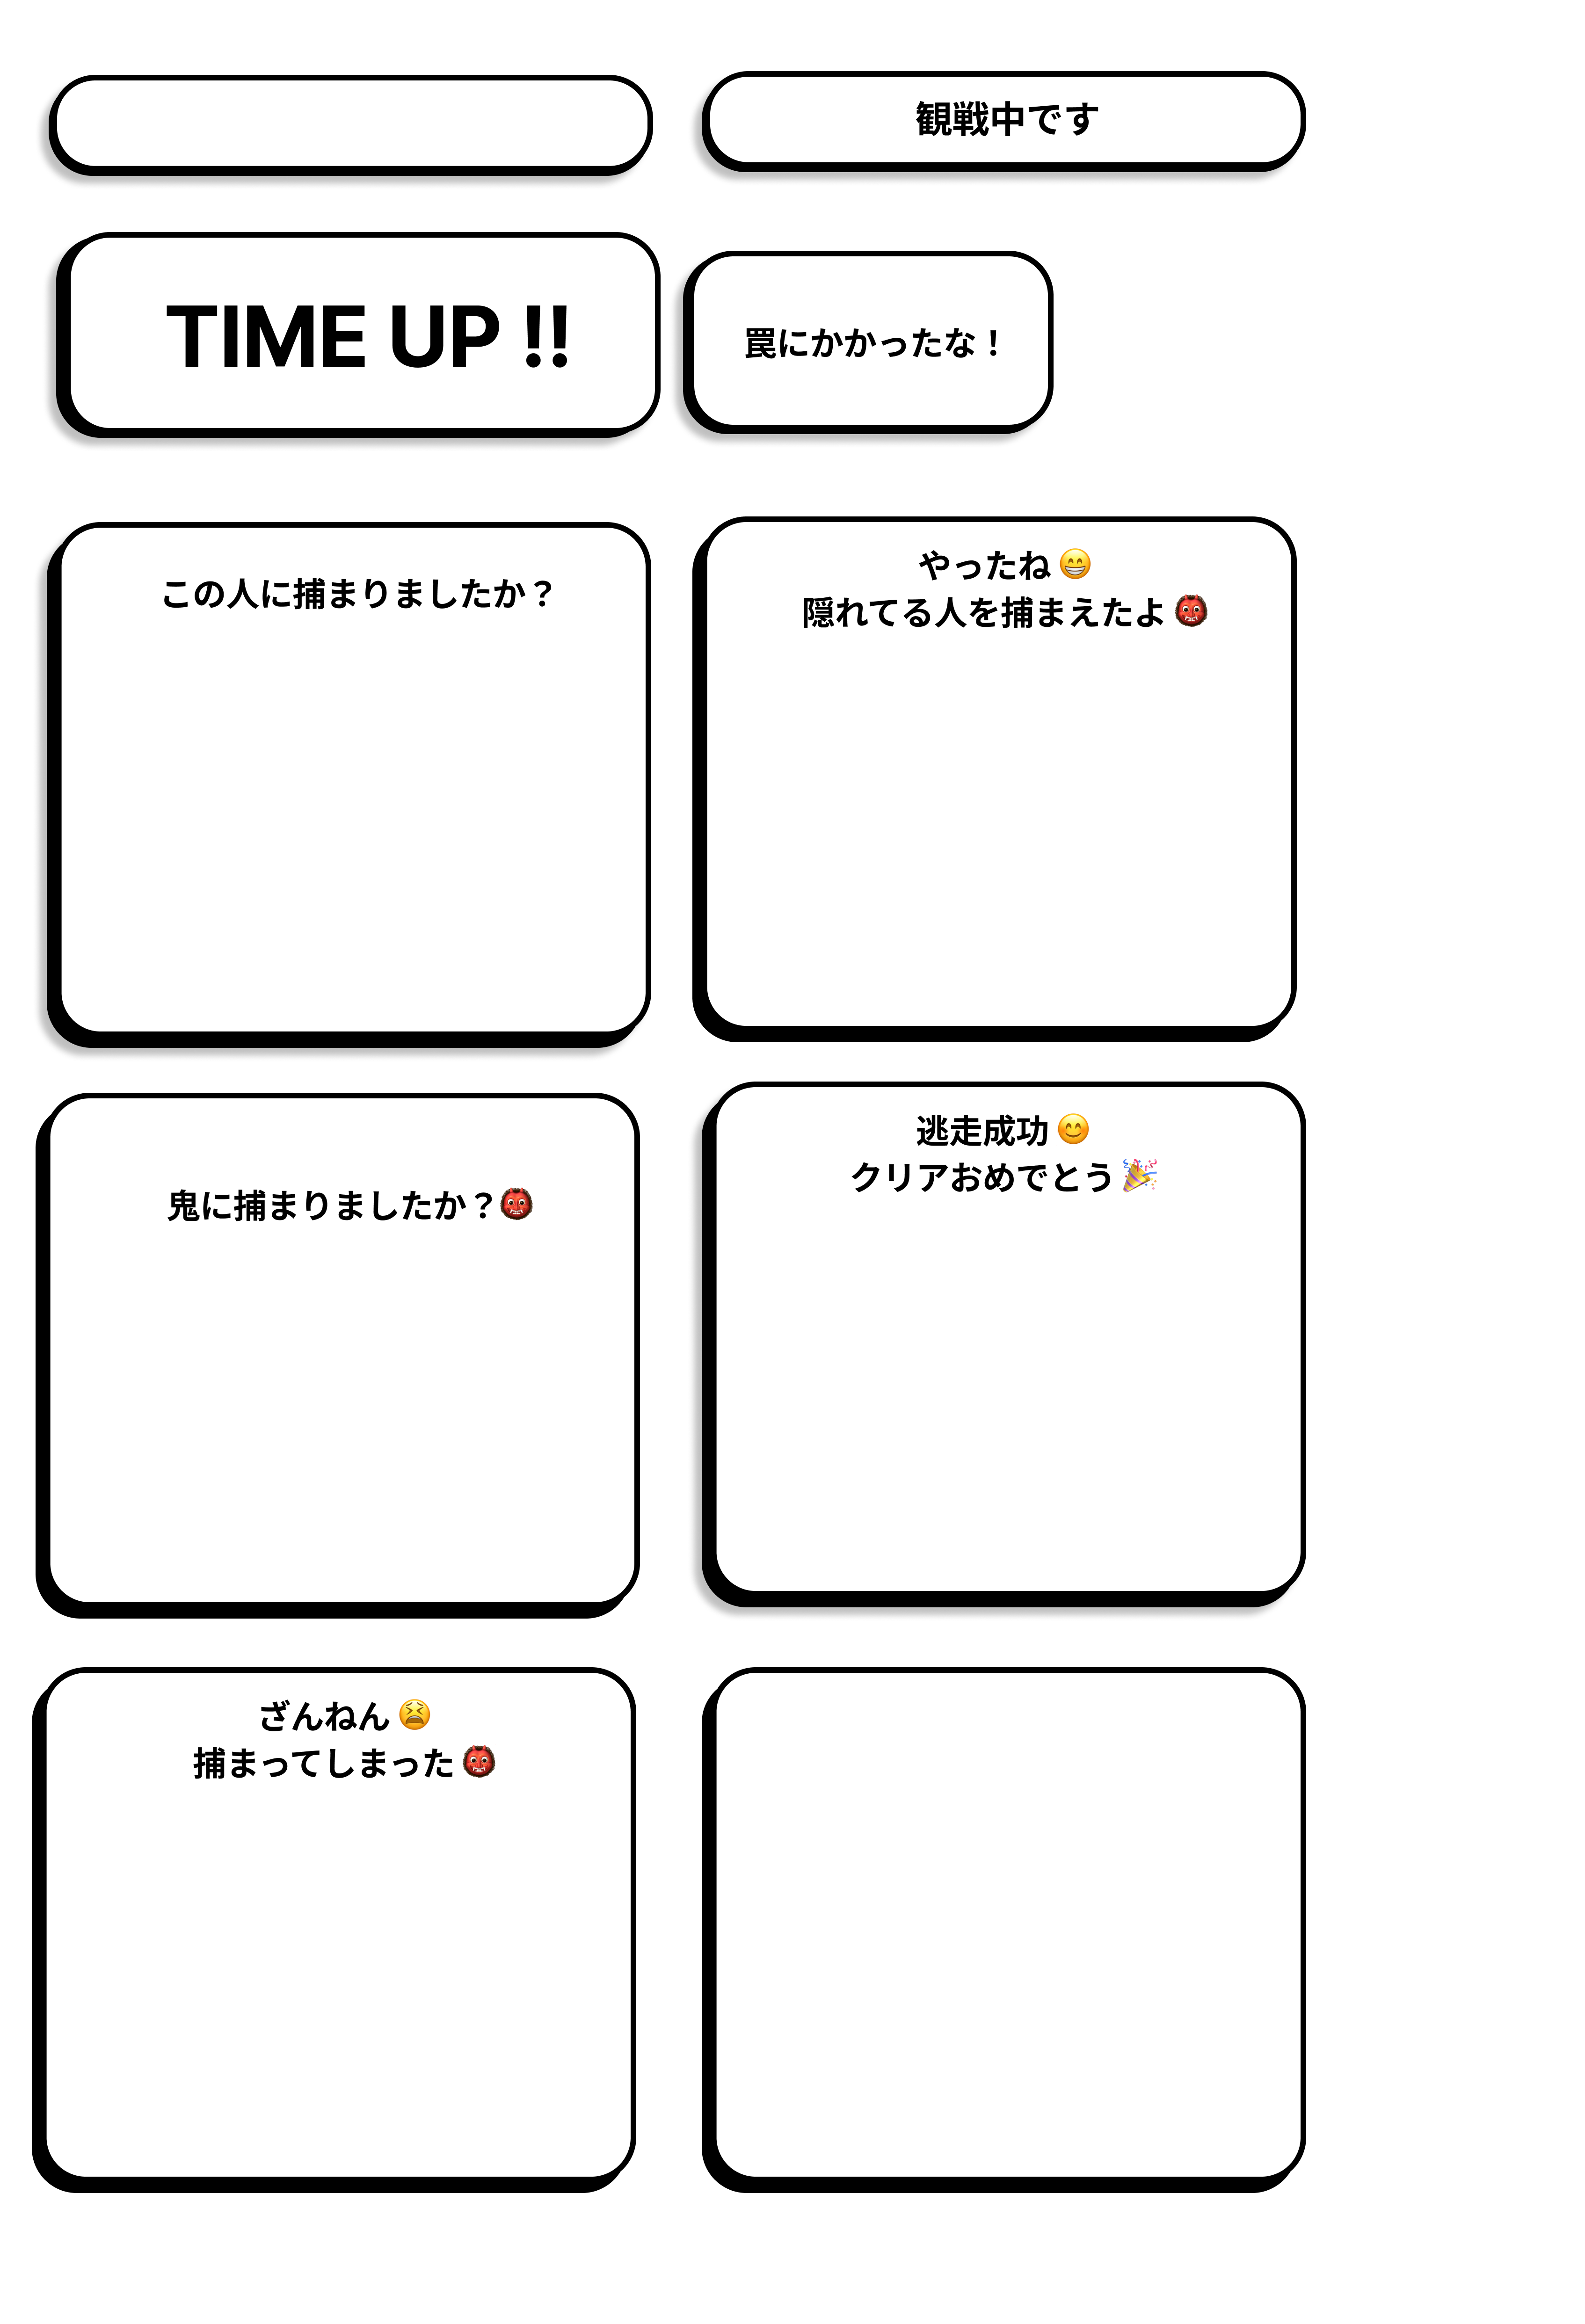 観戦中です
TIME UP !!
罠にかかったな！
この人に捕まりましたか？
やったね 😁
隠れてる人を捕まえたよ 👹
鬼に捕まりましたか？👹
逃走成功 😊
クリアおめでとう 🎉
ざんねん 😫
捕まってしまった 👹